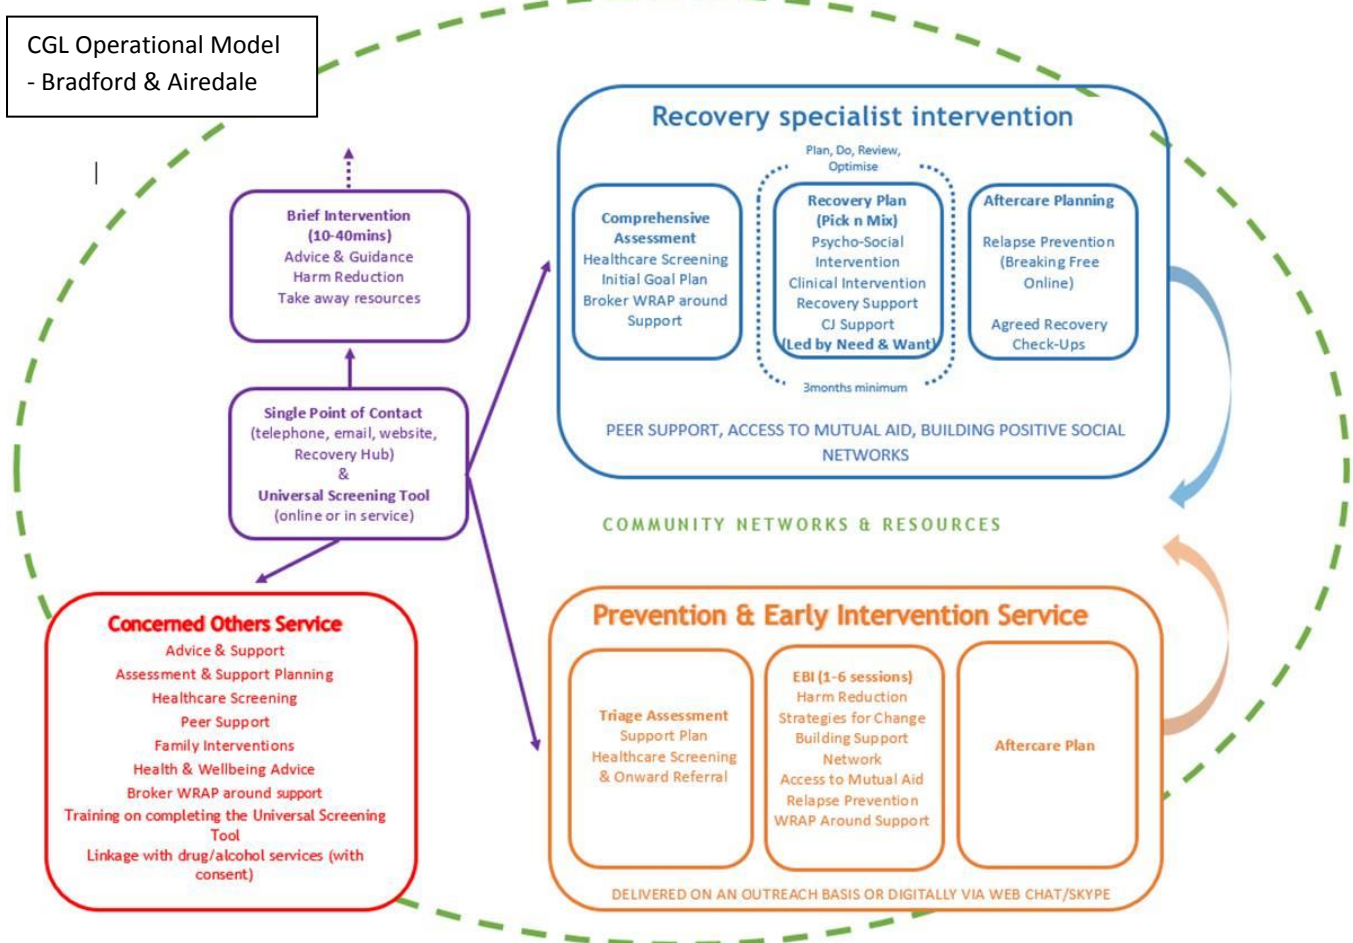 CGL Operational Model
- Bradford & Airedale
Brief Intervention
(10-40mins)
Advice & Guidance
Harm Reduction
Take away resources
Single Point of Contact
(telephone, email, website,
Recovery Hub)
&
Universal Screening Tool
(online or in service)
Concerned Others Service
Advice & Support
Assessment & Support Planning
Healthcare Screening
Peer Support
Family Interventions
Health & Wellbeing Advice
Broker WRAP around support
Training on completing the Universal Screening
Tool
Linkage with drug/alcohol services (with
consent)
Recovery specialist intervention
Plan, Do, Review,
Optimise
Comprehensive
Assessment
Healthcare Screening
Initial Goal Plan
Broker WRAP around
Support
Recovery Plan
(Pick n Mix)
Psycho-Social
Intervention
Clinical Intervention
Recovery Support
CJ Support
(Led by Need & Want)
3months minimum
Aftercare Planning
Relapse Prevention
(Breaking Free
Online)
Agreed Recovery
Check-Ups
PEER SUPPORT, ACCESS TO MUTUAL AID, BUILDING POSITIVE SOCIAL
NETWORKS
COMMUNITY NETWORKS & RESOURCES
Prevention & Early Intervention Service
Triage Assessment
Support Plan
Healthcare Screening
& Onward Referral
EBI (1-6 sessions)
Harm Reduction
Strategies for Change
Building Support
Network
Access to Mutual Aid
Relapse Prevention
WRAP Around Support
Aftercare Plan
DELIVERED ON AN OUTREACH BASIS OR DIGITALLY VIA WEB CHAT/SKYPE